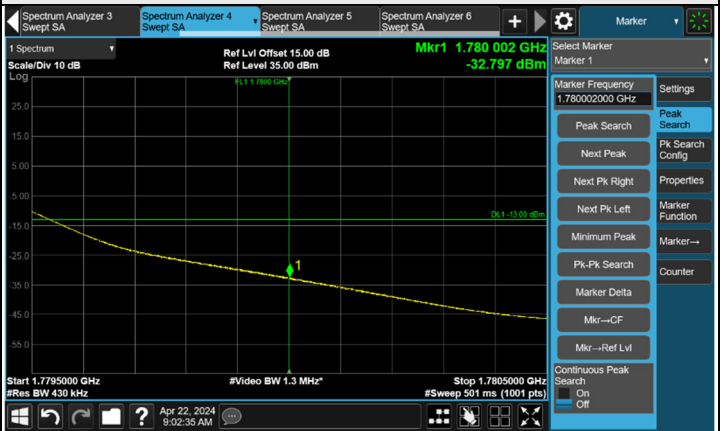 Spectrum Analyzer 3
Swept SA
Spectrum Analyzer 4
Swept SA
Spectrum Analyzer 5
Swept SA
Spectrum Analyzer 6
Swept SA
+
Marker
1 Spectrum
Scale/Div 10 dB
Log
Ref Lvl Offset 15.00 dB
Ref Level 35.00 dBm
Mkr1 1.780 002 GHz
-32.797 dBm
FL1 1.7800 GHz
25.0
15.0
5.00
-5.00
-15.0
-25.0
-35.0
-45.0
-55.0
DL1 -13.00 dBm
1
Start 1.7795000 GHz
#Res BW 430 kHz
#Video BW 1.3 MHz*
Stop 1.7805000 GHz
#Sweep 501 ms (1001 pts)
Select Marker
Marker 1
Marker Frequency
1.780002000 GHz
Peak Search
Next Peak
Next Pk Right
Next Pk Left
Minimum Peak
Pk-Pk Search
Marker Delta
Mkr→CF
Mkr→Ref Lvl
Continuous Peak
Search
On
Off
Settings
Peak
Search
Pk Search
Config
Properties
Marker
Function
Marker→
Counter
?
Apr 22, 2024
9:02:35 AM